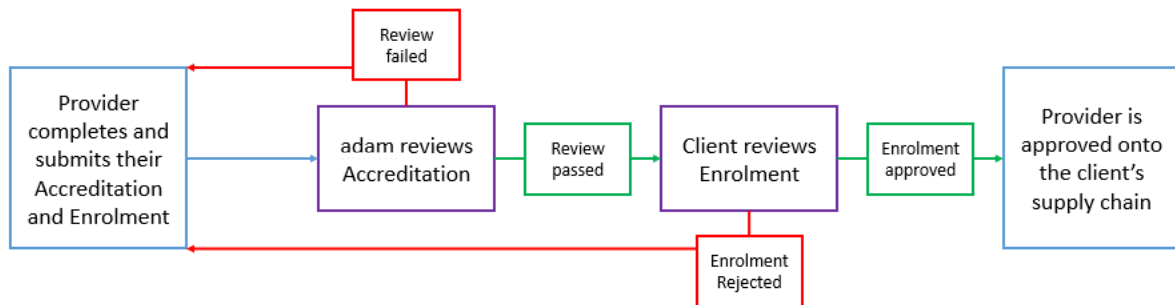 Review
failed
Provider
completes and
submits their
Accreditation
and Enrolment
adam reviews
Accreditation
Review
passed
Client reviews
Enrolment
Enrolment
approved
Provider is
approved onto
the client's
supply chain
Enrolment
Rejected